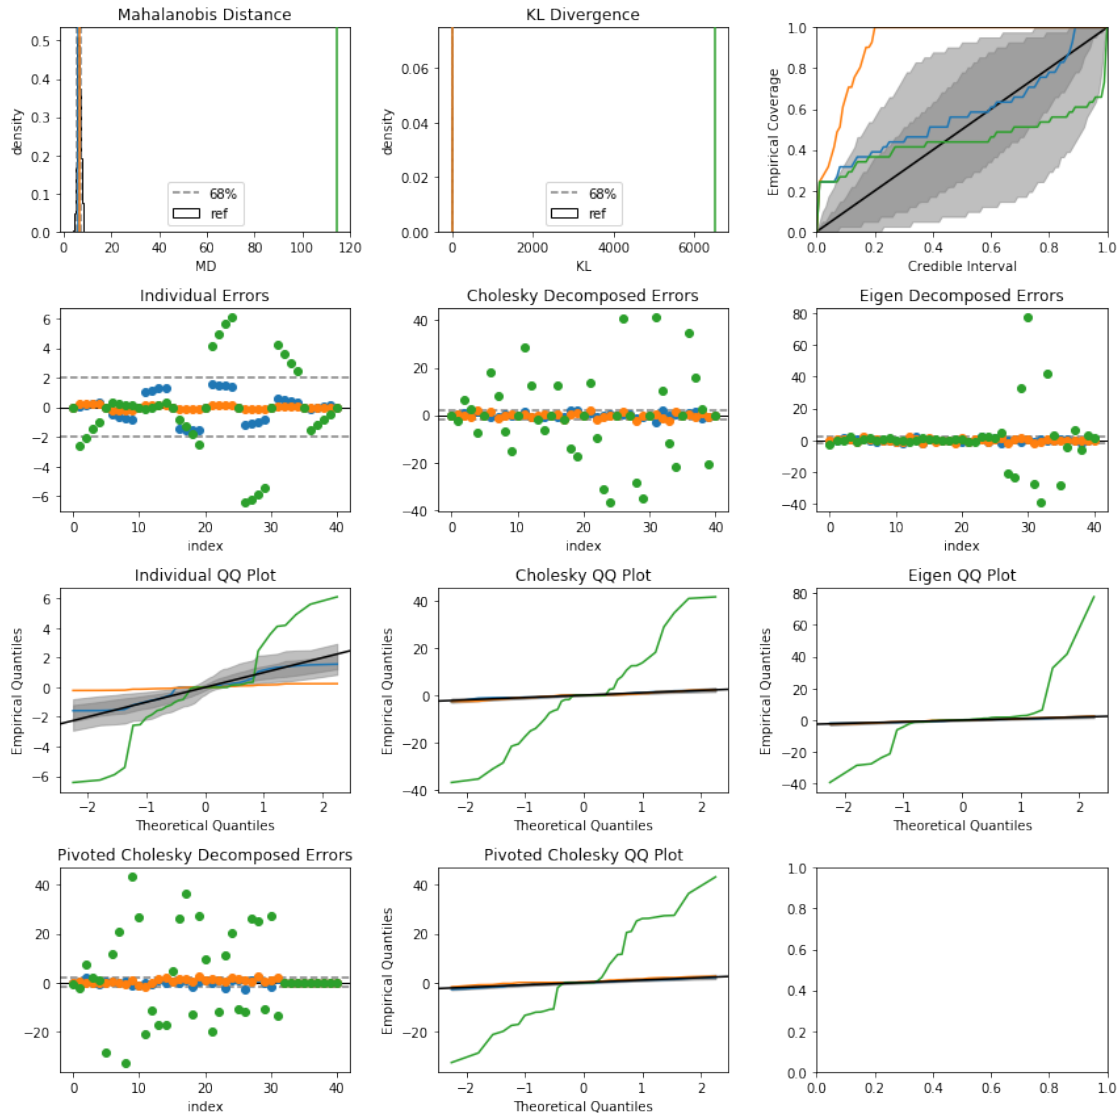 Mahalanobis Distance
density
0.5
0.4
0.3
0.2
0.1
0.0
68%
ref
0 20 40 60 80 100 120
MD
KL Divergence
density
0.06
0.04
0.02
0.00
68%
ref
0 2000 4000 6000
KL
Empirical Coverage
1.0
0.8
0.6
0.4
0.2
0.0
0.0 0.2 0.4 0.6 0.8 1.0
Credible Interval
Individual Errors
6
4
2
0
−2
−4
−6
0 10 20 30 40
index
Cholesky Decomposed Errors
40
20
0
−20
−40
0 10 20 30 40
index
Eigen Decomposed Errors
80
60
40
20
0
−20
−40
0 10 20 30 40
index
Individual QQ Plot
Empirical Quantiles
6
4
2
0
−2
−4
−6
−2 −1 0 1 2
Theoretical Quantiles
Cholesky QQ Plot
Empirical Quantiles
40
20
0
−20
−40
−2 −1 0 1 2
Theoretical Quantiles
Eigen QQ Plot
Empirical Quantiles
80
60
40
20
0
−20
−40
−2 −1 0 1 2
Theoretical Quantiles
Pivoted Cholesky Decomposed Errors
40
20
0
−20
0 10 20 30 40
index
Pivoted Cholesky QQ Plot
Empirical Quantiles
40
20
0
−20
−2 −1 0 1 2
Theoretical Quantiles
1.0
0.8
0.6
0.4
0.2
0.0
0.0 0.2 0.4 0.6 0.8 1.0